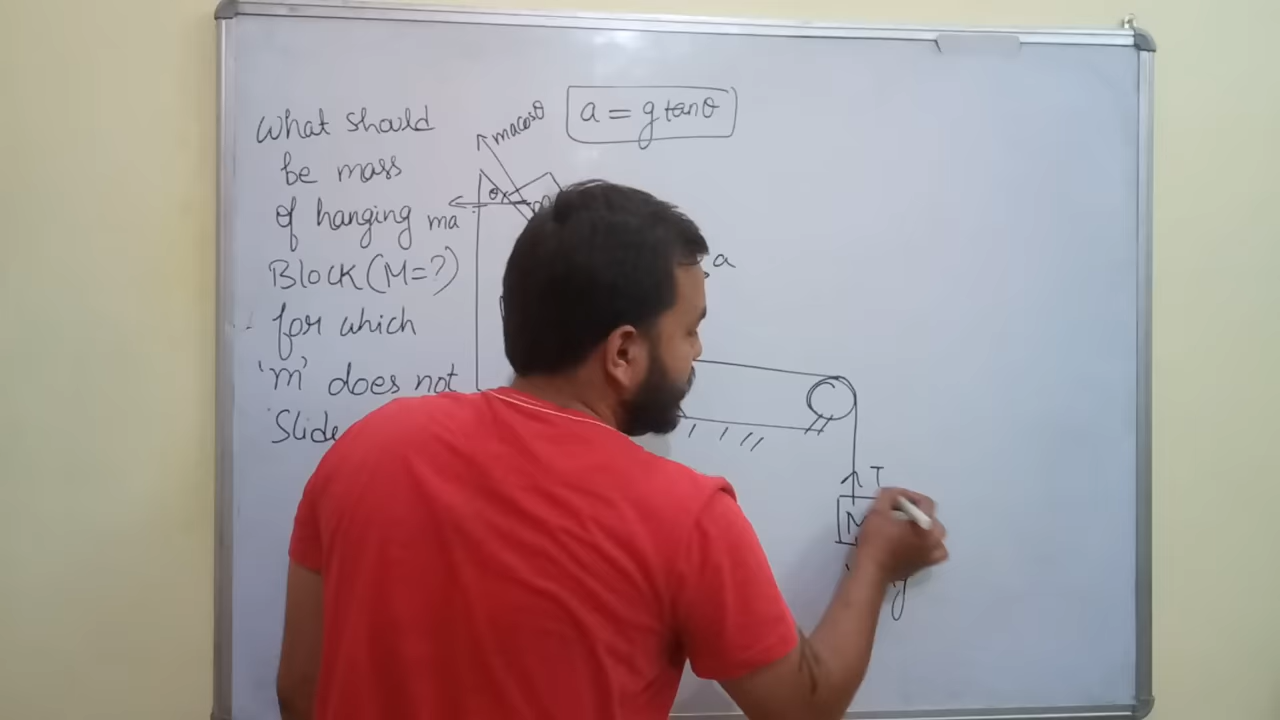 What should
be mass
of hanging
Block (M=?)
for which
'm' does not
Slide
a = g tanθ
macosθ
θ
m
ma
a
T
M
g